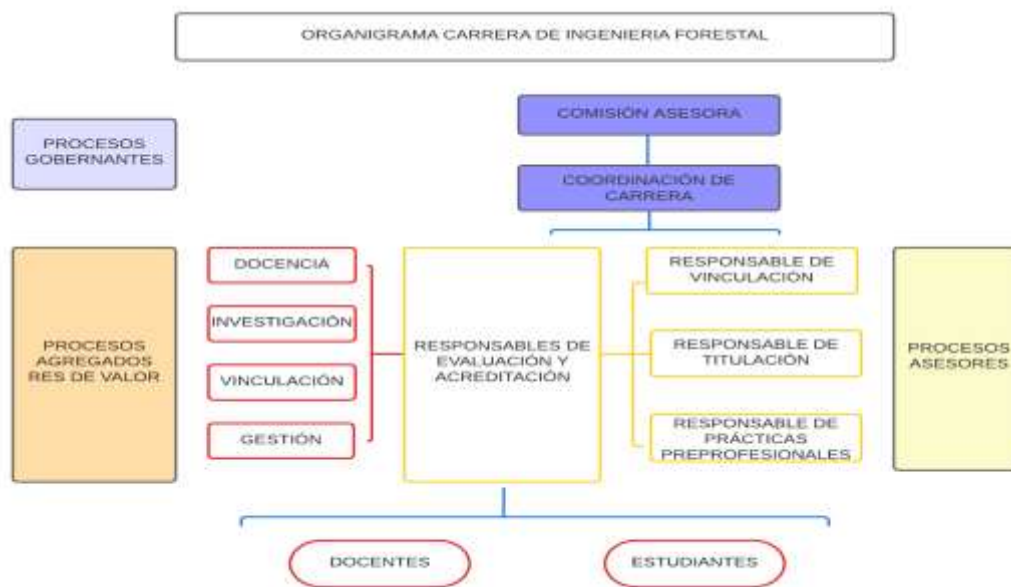 ORGANIGRAMA CARRERA DE INGENIERIA FORESTAL
COMISIÓN ASESORA
PROCESOS
GOBERNANTES
COORDINACIÓN DE
CARRERA
DOCENCIA
INVESTIGACIÓN
VINCULACIÓN
GESTIÓN
PROCESOS
AGREGADOS
RES DE VALOR
RESPONSABLES DE
EVALUACIÓN Y
ACREDITACIÓN
RESPONSABLE DE
VINCULACIÓN
RESPONSABLE DE
TITULACIÓN
RESPONSABLE DE
PRÁCTICAS
PREPROFESIONALES
PROCESOS
ASESORES
DOCENTES
ESTUDIANTES